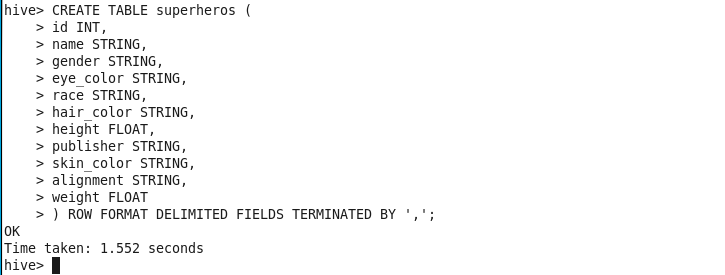 hive> CREATE TABLE superheros (
    > id INT,
    > name STRING,
    > gender STRING,
    > eye_color STRING,
    > race STRING,
    > hair_color STRING,
    > height FLOAT,
    > publisher STRING,
    > skin_color STRING,
    > alignment STRING,
    > weight FLOAT
    > ) ROW FORMAT DELIMITED FIELDS TERMINATED BY ',';
OK
Time taken: 1.552 seconds
hive>